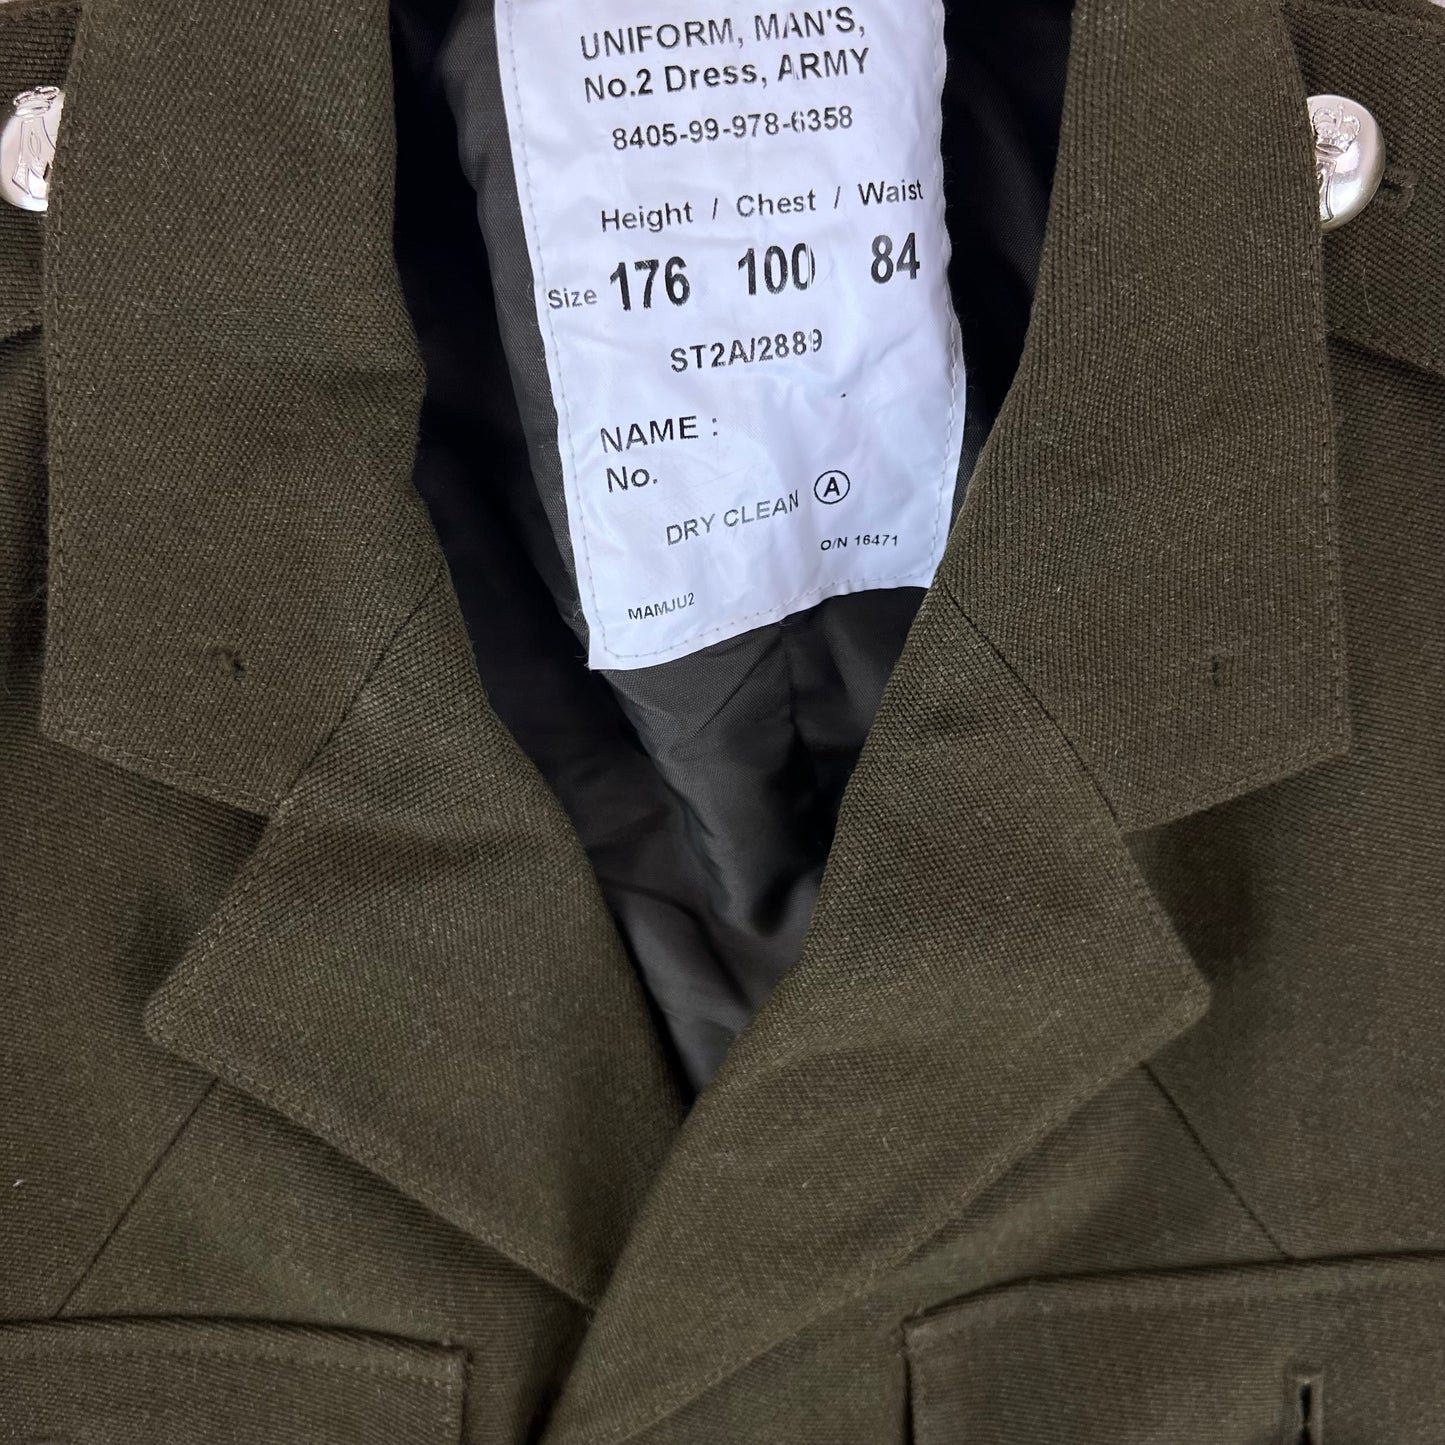 UNIFORM, MAN'S,
No.2 Dress, ARMY
8405-99-978-6358
Height / Chest / Waist
Size 176 100 84
ST2A/2889
NAME :
No.
DRY CLEAN A
O/N 16471
MAMJU2